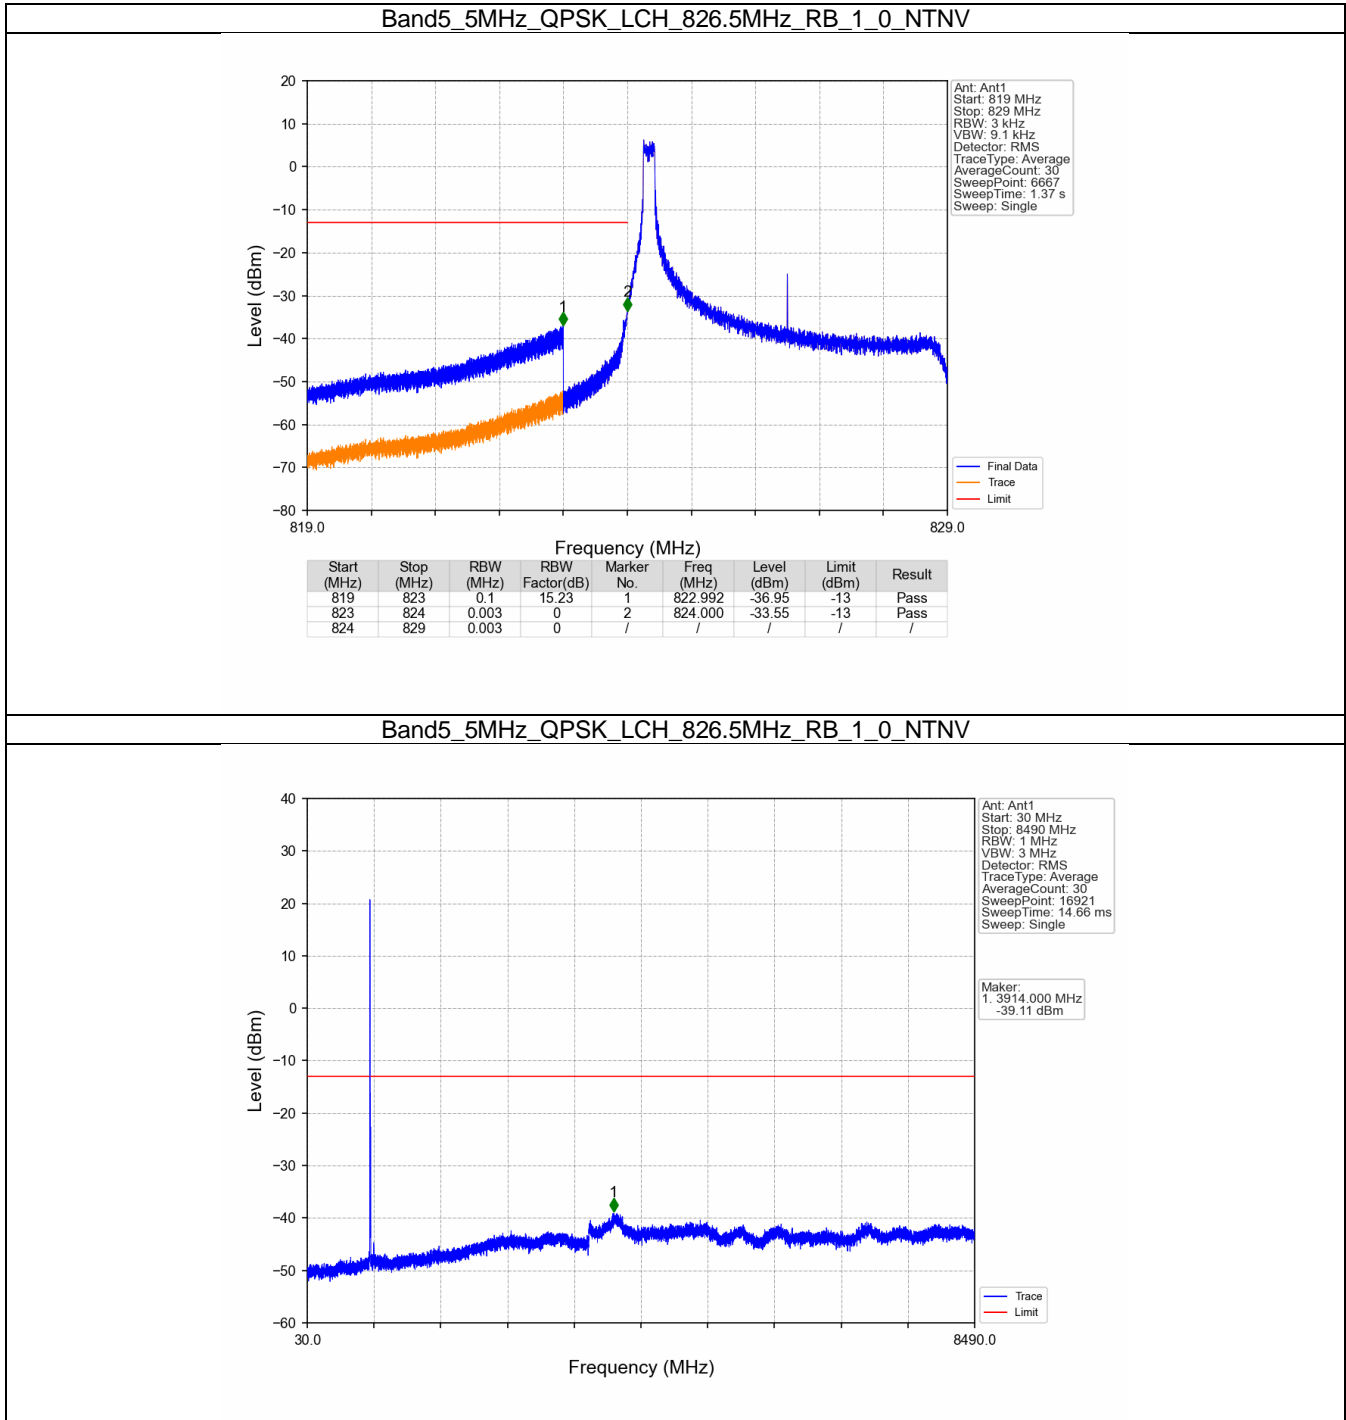 Band5_5MHz_QPSK_LCH_826.5MHz_RB_1_0_NTNV
Ant: Ant1
Start: 819 MHz
Stop: 829 MHz
RBW: 3 kHz
VBW: 9.1 kHz
Detector: RMS
TraceType: Average
AverageCount: 30
SweepPoint: 6667
SweepTime: 1.37 s
Sweep: Single
20
10
0
−10
−20
−30
−40
−50
−60
−70
−80
Level (dBm)
1
2
Final Data
Trace
Limit
819.0 829.0
Frequency (MHz)
Start (MHz) Stop (MHz) RBW (MHz) RBW Factor(dB) Marker No. Freq (MHz) Level (dBm) Limit (dBm) Result
819 823 0.1 15.23 1 822.992 -36.95 -13 Pass
823 824 0.003 0 2 824.000 -33.55 -13 Pass
824 829 0.003 0 / / / / /
Band5_5MHz_QPSK_LCH_826.5MHz_RB_1_0_NTNV
Ant: Ant1
Start: 30 MHz
Stop: 8490 MHz
RBW: 1 MHz
VBW: 3 MHz
Detector: RMS
TraceType: Average
AverageCount: 30
SweepPoint: 16921
SweepTime: 14.66 ms
Sweep: Single
Maker:
1. 3914.000 MHz
-39.11 dBm
40
30
20
10
0
−10
−20
−30
−40
−50
−60
Level (dBm)
1
Trace
Limit
30.0 8490.0
Frequency (MHz)